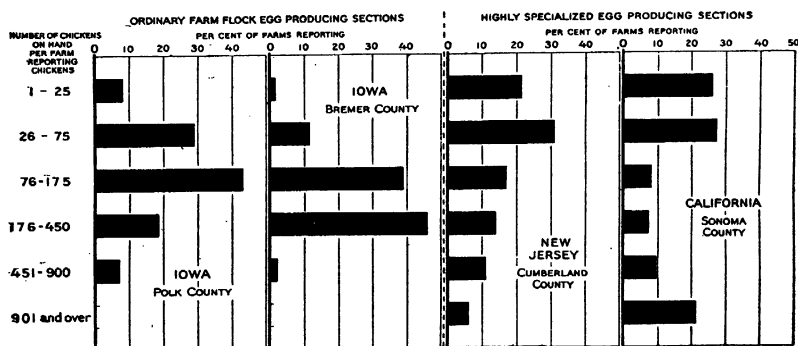 ORDINARY FARM FLOCK EGG PRODUCING SECTIONS
HIGHLY SPECIALIZED EGG PRODUCING SECTIONS
NUMBER OF CHICKENS
ON HAND
PER FARM
REPORTING
CHICKENS
PER CENT OF FARMS REPORTING
PER CENT OF FARMS REPORTING
0 10 20 30 40 0 10 20 30 40
0 10 20 30 40 0 10 20 30 40 50
1 - 25
26 - 75
76-175
176-450
451-900
901 and over
IOWA
POLK COUNTY
IOWA
BREMER COUNTY
NEW
JERSEY
CUMBERLAND
COUNTY
CALIFORNIA
SONOMA
COUNTY